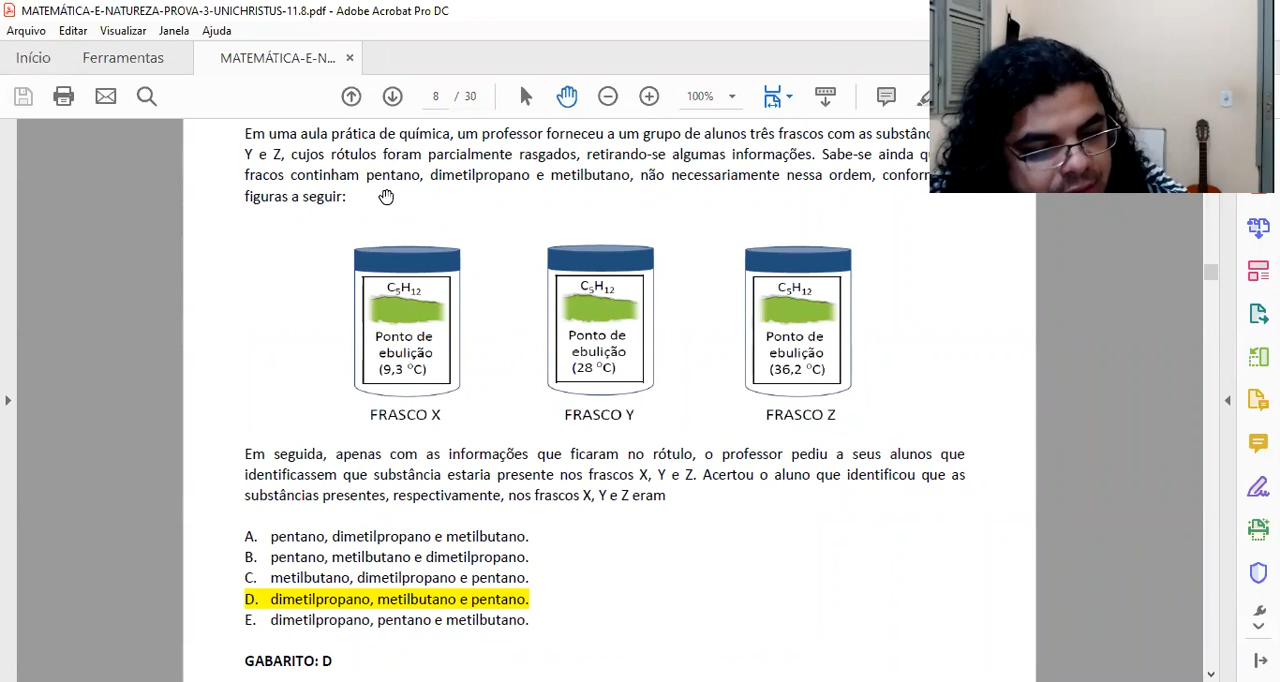 MATEMÁTICA-E-NATUREZA-PROVA-3-UNICHRISTUS-11.8.pdf - Adobe Acrobat Pro DC
Arquivo Editar Visualizar Janela Ajuda
Início Ferramentas MATEMÁTICA-E-N... ×
8 / 30 100%
Em uma aula prática de química, um professor forneceu a um grupo de alunos três frascos com as
Y e Z, cujos rótulos foram parcialmente rasgados, retirando-se algumas informações. Sabe-se ainda
fracos continham pentano, dimetilpropano e metilbutano, não necessariamente nessa ordem,
figuras a seguir:
C5H12
Ponto de
ebulição
(9,3 °C)
FRASCO X
C5H12
Ponto de
ebulição
(28 °C)
FRASCO Y
C5H12
Ponto de
ebulição
(36,2 °C)
FRASCO Z
Em seguida, apenas com as informações que ficaram no rótulo, o professor pediu a seus alunos que
identificassem que substância estaria presente nos frascos X, Y e Z. Acertou o aluno que identificou que as
substâncias presentes, respectivamente, nos frascos X, Y e Z eram
A. pentano, dimetilpropano e metilbutano.
B. pentano, metilbutano e dimetilpropano.
C. metilbutano, dimetilpropano e pentano.
D. dimetilpropano, metilbutano e pentano.
E. dimetilpropano, pentano e metilbutano.
GABARITO: D